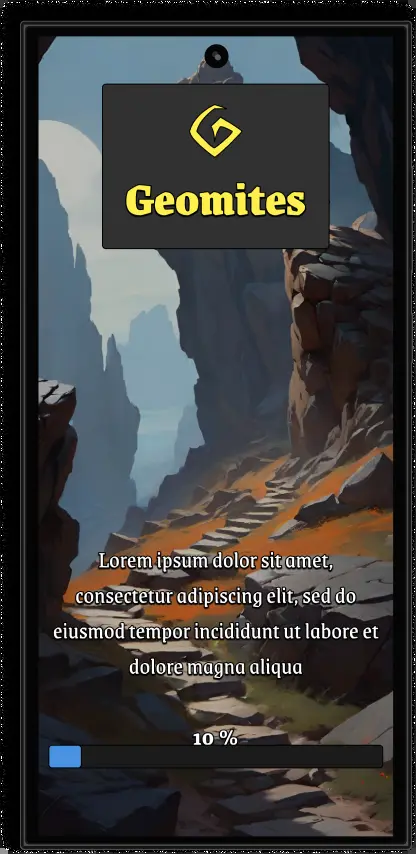 Geomites
Lorem ipsum dolor sit amet,
consectetur adipiscing elit, sed do
eiusmod tempor incididunt ut labore et
dolore magna aliqua
10 %